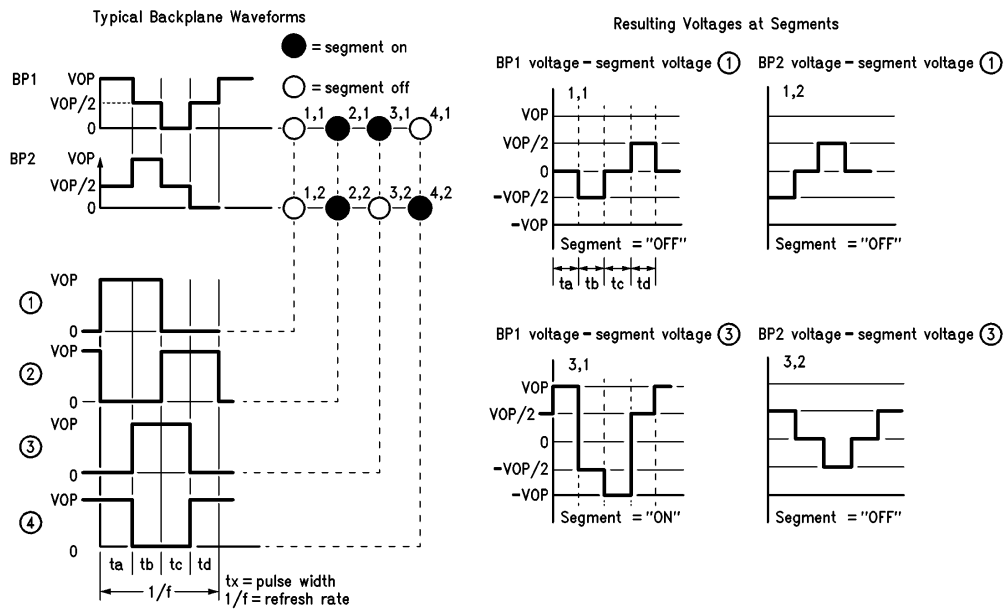 Typical Backplane Waveforms
= segment on
= segment off
BP1
VOP
VOP/2
0
1,1
2,1
3,1
4,1
BP2
VOP
VOP/2
0
1,2
2,2
3,2
4,2
1
VOP
0
2
VOP
0
3
VOP
0
4
VOP
0
ta
tb
tc
td
1/f
tx = pulse width
1/f = refresh rate
Resulting Voltages at Segments
BP1 voltage - segment voltage 1
1,1
VOP
VOP/2
0
-VOP/2
-VOP
Segment = "OFF"
ta
tb
tc
td
BP2 voltage - segment voltage 1
1,2
Segment = "OFF"
BP1 voltage - segment voltage 3
3,1
VOP
VOP/2
0
-VOP/2
-VOP
Segment = "ON"
BP2 voltage - segment voltage 3
3,2
Segment = "OFF"